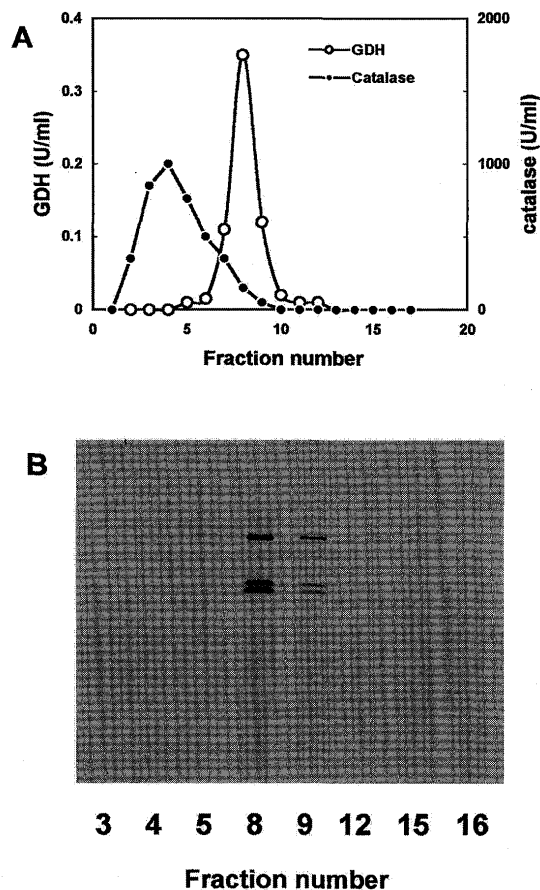 A
GDH (U/ml)
0.4
0.3
0.2
0.1
0
GDH
Catalase
2000
1000
0
catalase (U/ml)
0 5 10 15 20
Fraction number
B
3 4 5 8 9 12 15 16
Fraction number